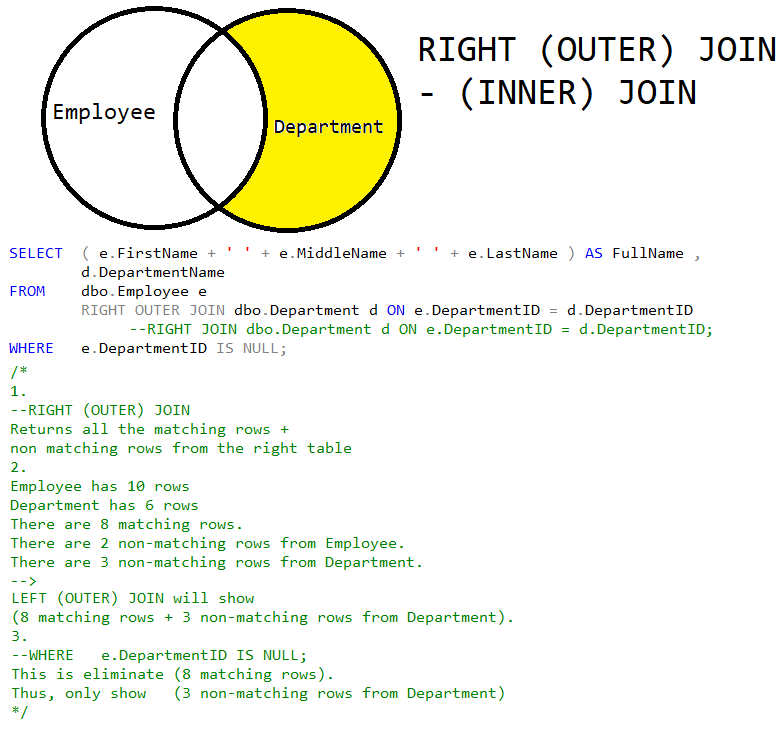 RIGHT (OUTER) JOIN
- (INNER) JOIN
Employee
Department
SELECT  ( e.FirstName + ' ' + e.MiddleName + ' ' + e.LastName ) AS FullName ,
        d.DepartmentName
FROM    dbo.Employee e
        RIGHT OUTER JOIN dbo.Department d ON e.DepartmentID = d.DepartmentID
             --RIGHT JOIN dbo.Department d ON e.DepartmentID = d.DepartmentID;
WHERE   e.DepartmentID IS NULL;
/*
1.
--RIGHT (OUTER) JOIN
Returns all the matching rows +
non matching rows from the right table
2.
Employee has 10 rows
Department has 6 rows
There are 8 matching rows.
There are 2 non-matching rows from Employee.
There are 3 non-matching rows from Department.
-->
LEFT (OUTER) JOIN will show
(8 matching rows + 3 non-matching rows from Department).
3.
--WHERE   e.DepartmentID IS NULL;
This is eliminate (8 matching rows).
Thus, only show   (3 non-matching rows from Department)
*/